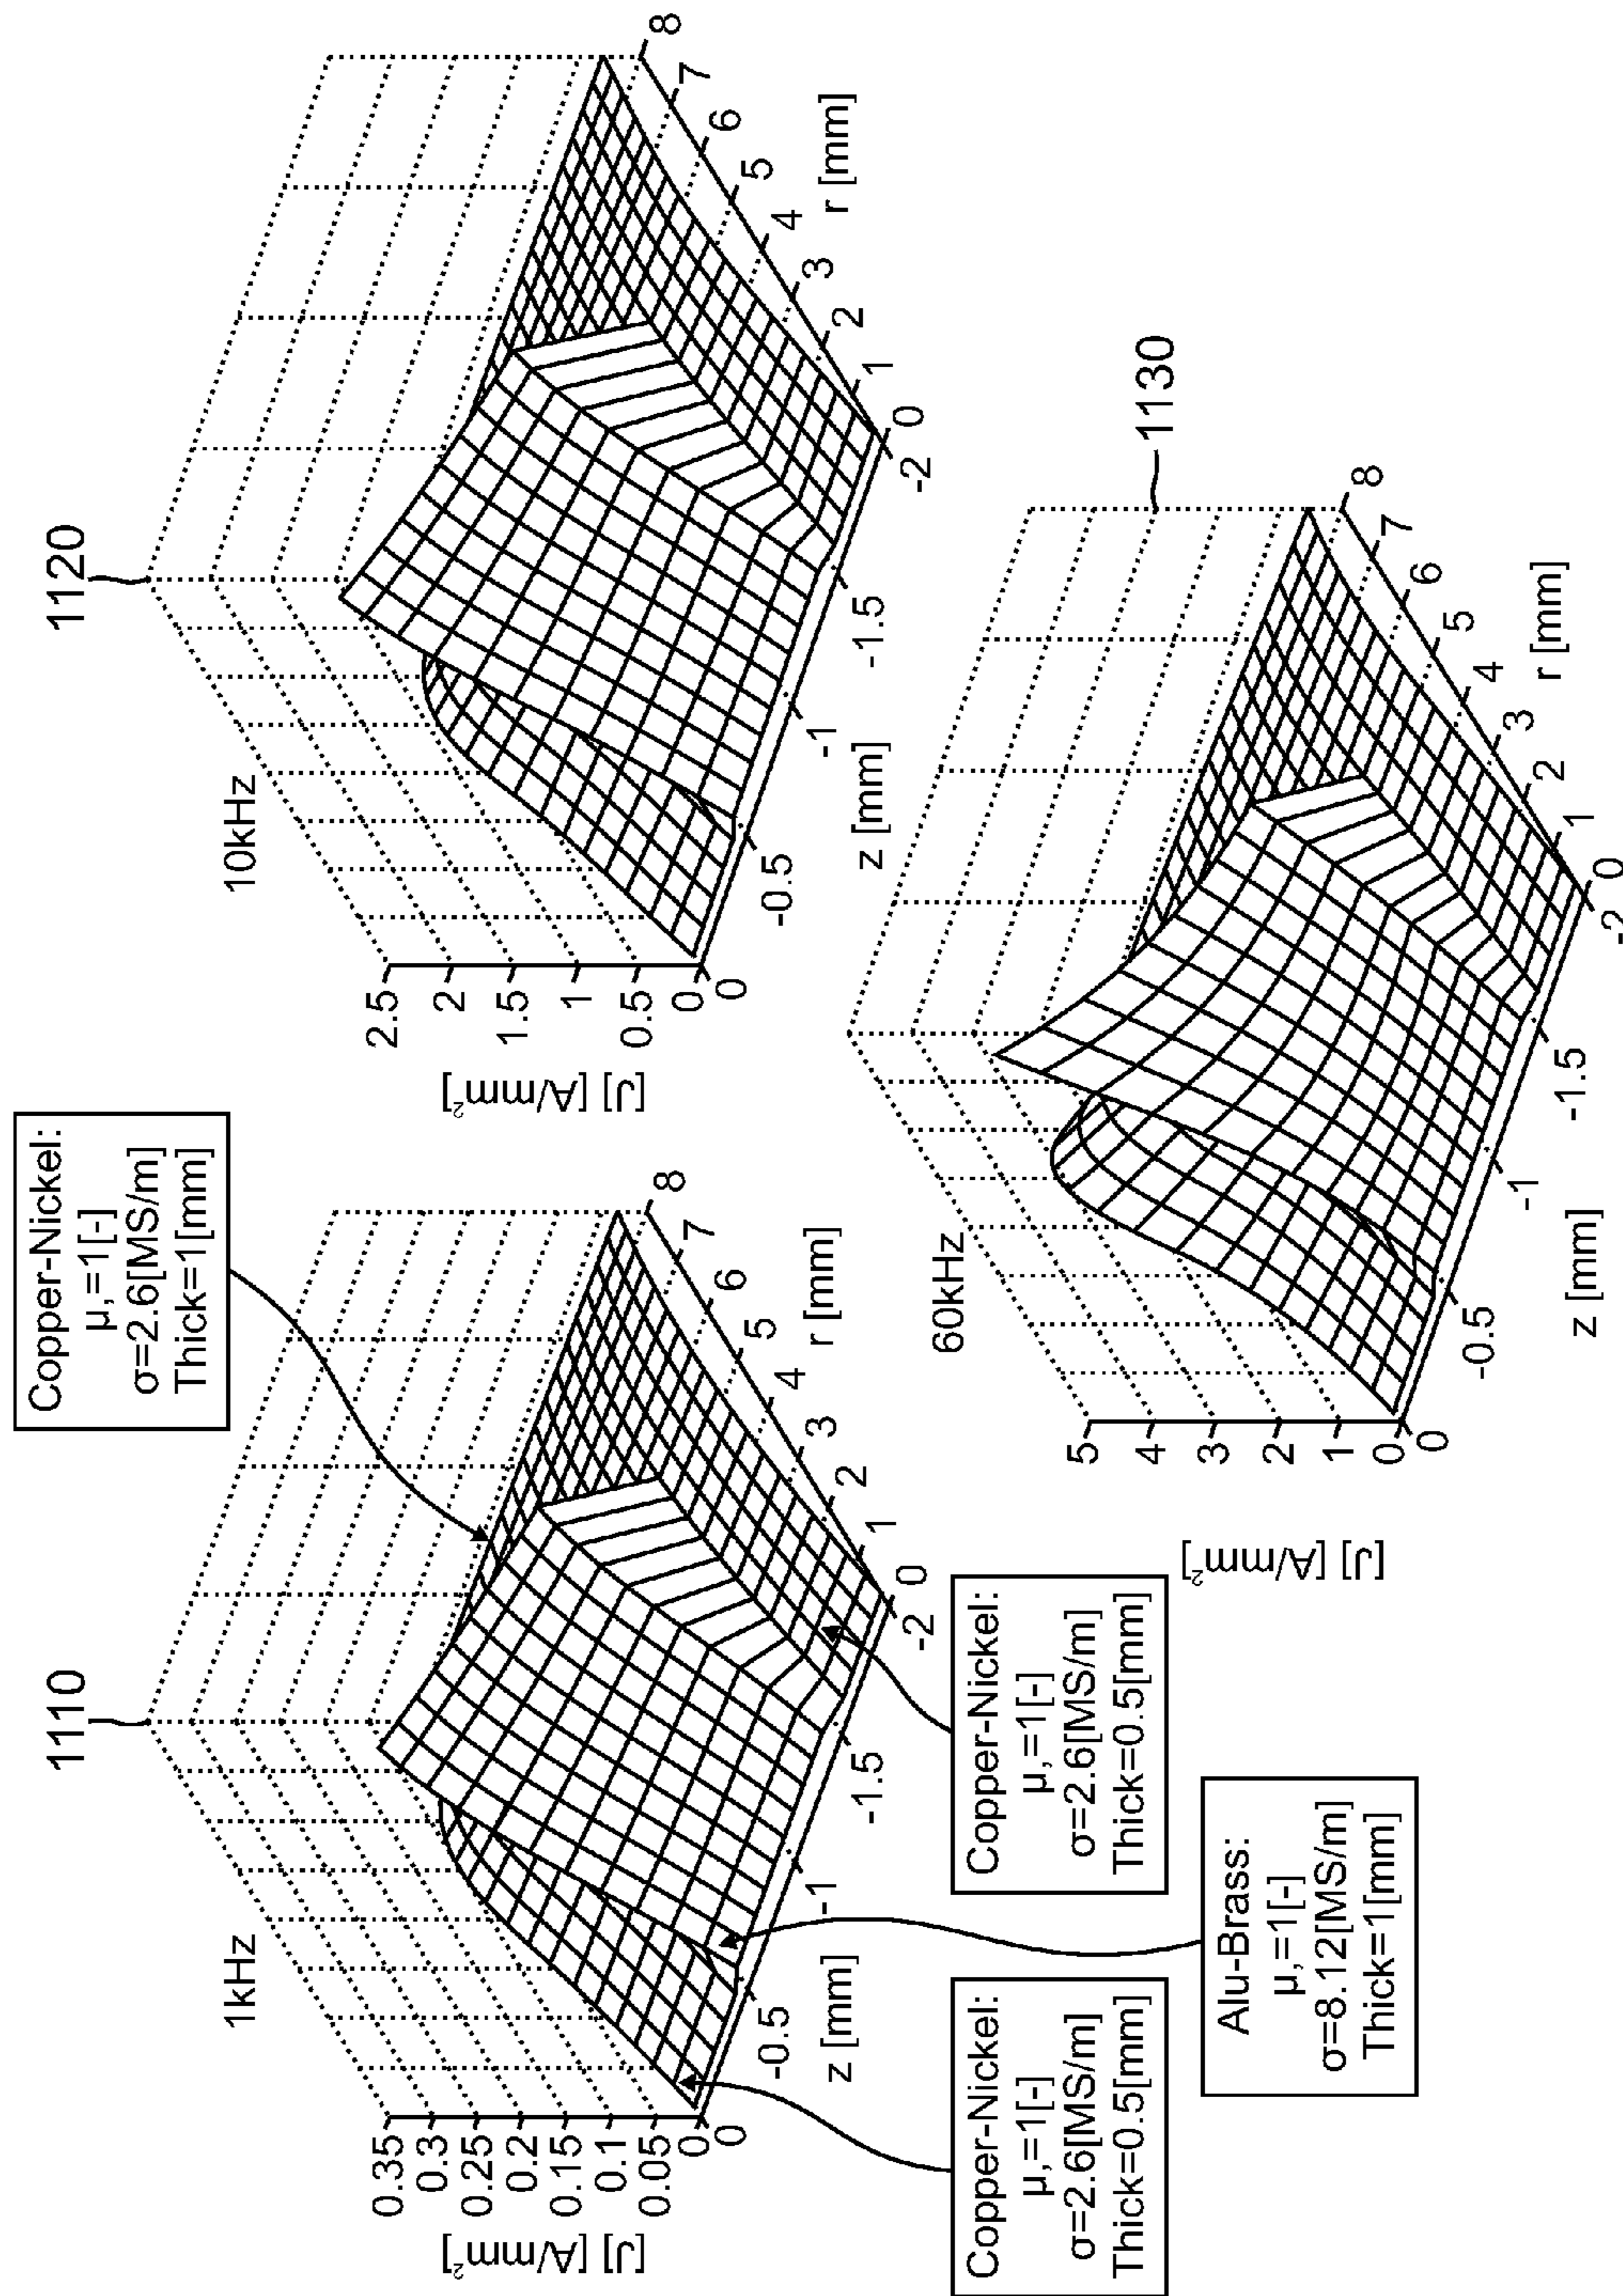 1110
1kHz
[J] [A/mm²]
0.35
0.3
0.25
0.2
0.15
0.1
0.05
0
0
-0.5
-1
-1.5
-2
z [mm]
0
1
2
3
4
5
6
7
8
r [mm]
Copper-Nickel:
μ,=1[-]
σ=2.6[MS/m]
Thick=1[mm]
Copper-Nickel:
μ,=1[-]
σ=2.6[MS/m]
Thick=0.5[mm]
Alu-Brass:
μ,=1[-]
σ=8.12[MS/m]
Thick=1[mm]
Copper-Nickel:
μ,=1[-]
σ=2.6[MS/m]
Thick=0.5[mm]
1120
10kHz
[J] [A/mm²]
2.5
2
1.5
1
0.5
0
0
-0.5
-1
-1.5
-2
z [mm]
0
1
2
3
4
5
6
7
8
r [mm]
1130
60kHz
[J] [A/mm²]
5
4
3
2
1
0
0
-0.5
-1
-1.5
-2
z [mm]
0
1
2
3
4
5
6
7
8
r [mm]